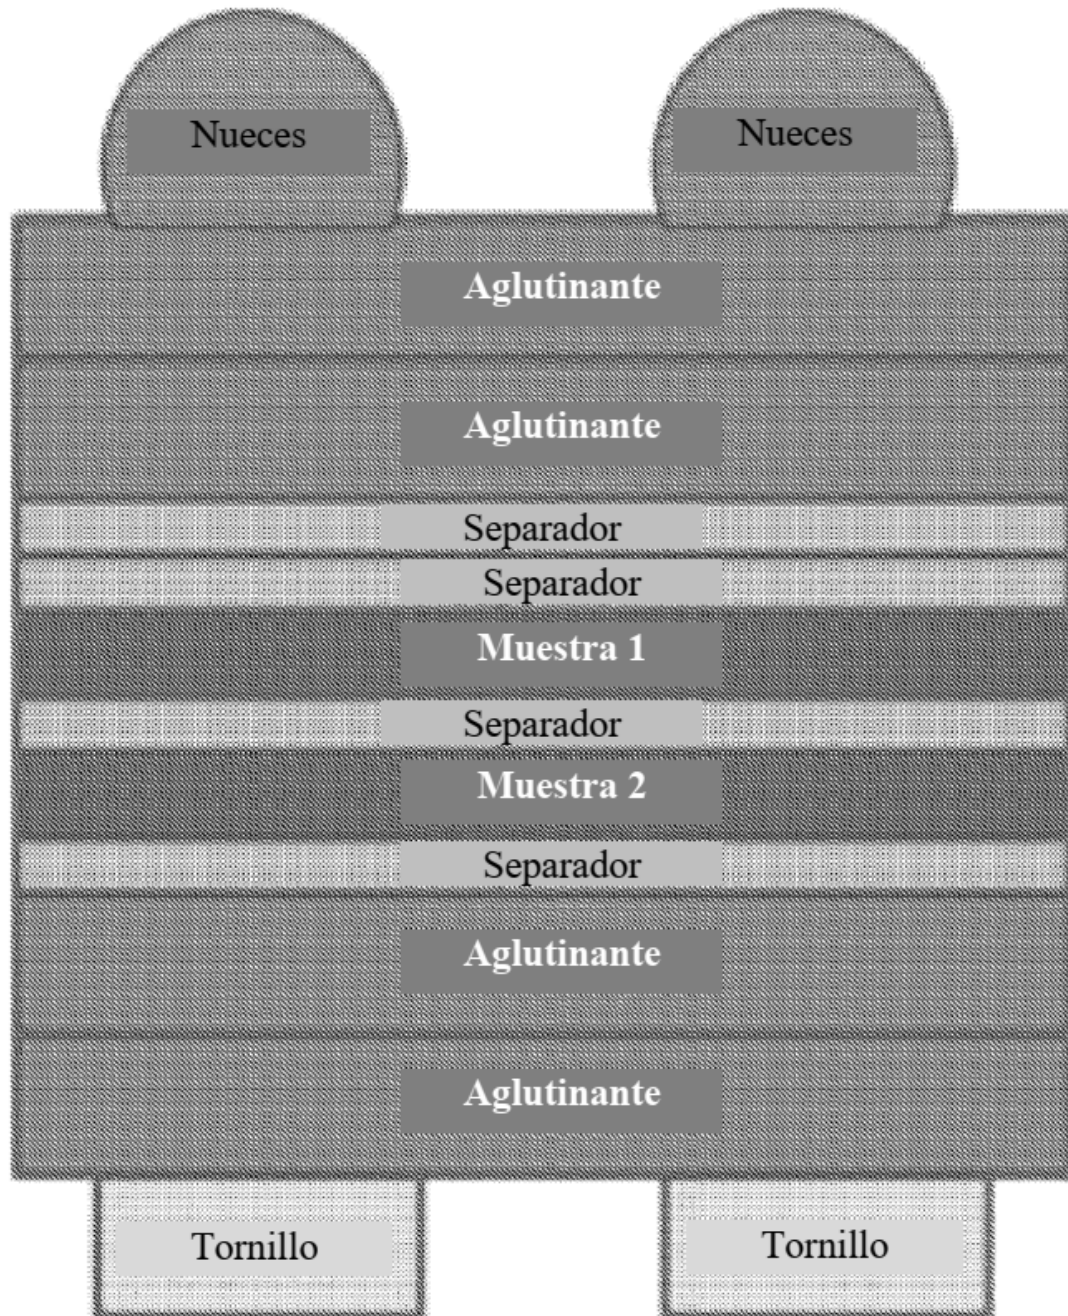 Nueces
Nueces
Aglutinante
Aglutinante
Separador
Separador
Muestra 1
Separador
Muestra 2
Separador
Aglutinante
Aglutinante
Tornillo
Tornillo